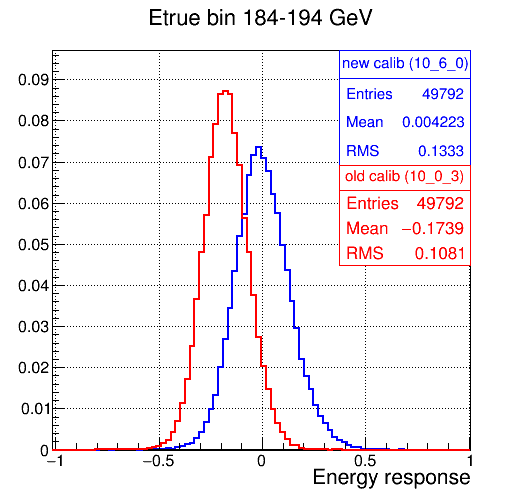 Etrue bin 184-194 GeV
new calib (10_6_0)
Entries 49792
Mean 0.004223
RMS 0.1333
old calib (10_0_3)
Entries 49792
Mean −0.1739
RMS 0.1081
0.09
0.08
0.07
0.06
0.05
0.04
0.03
0.02
0.01
0
−1 −0.5 0 0.5 1
Energy response